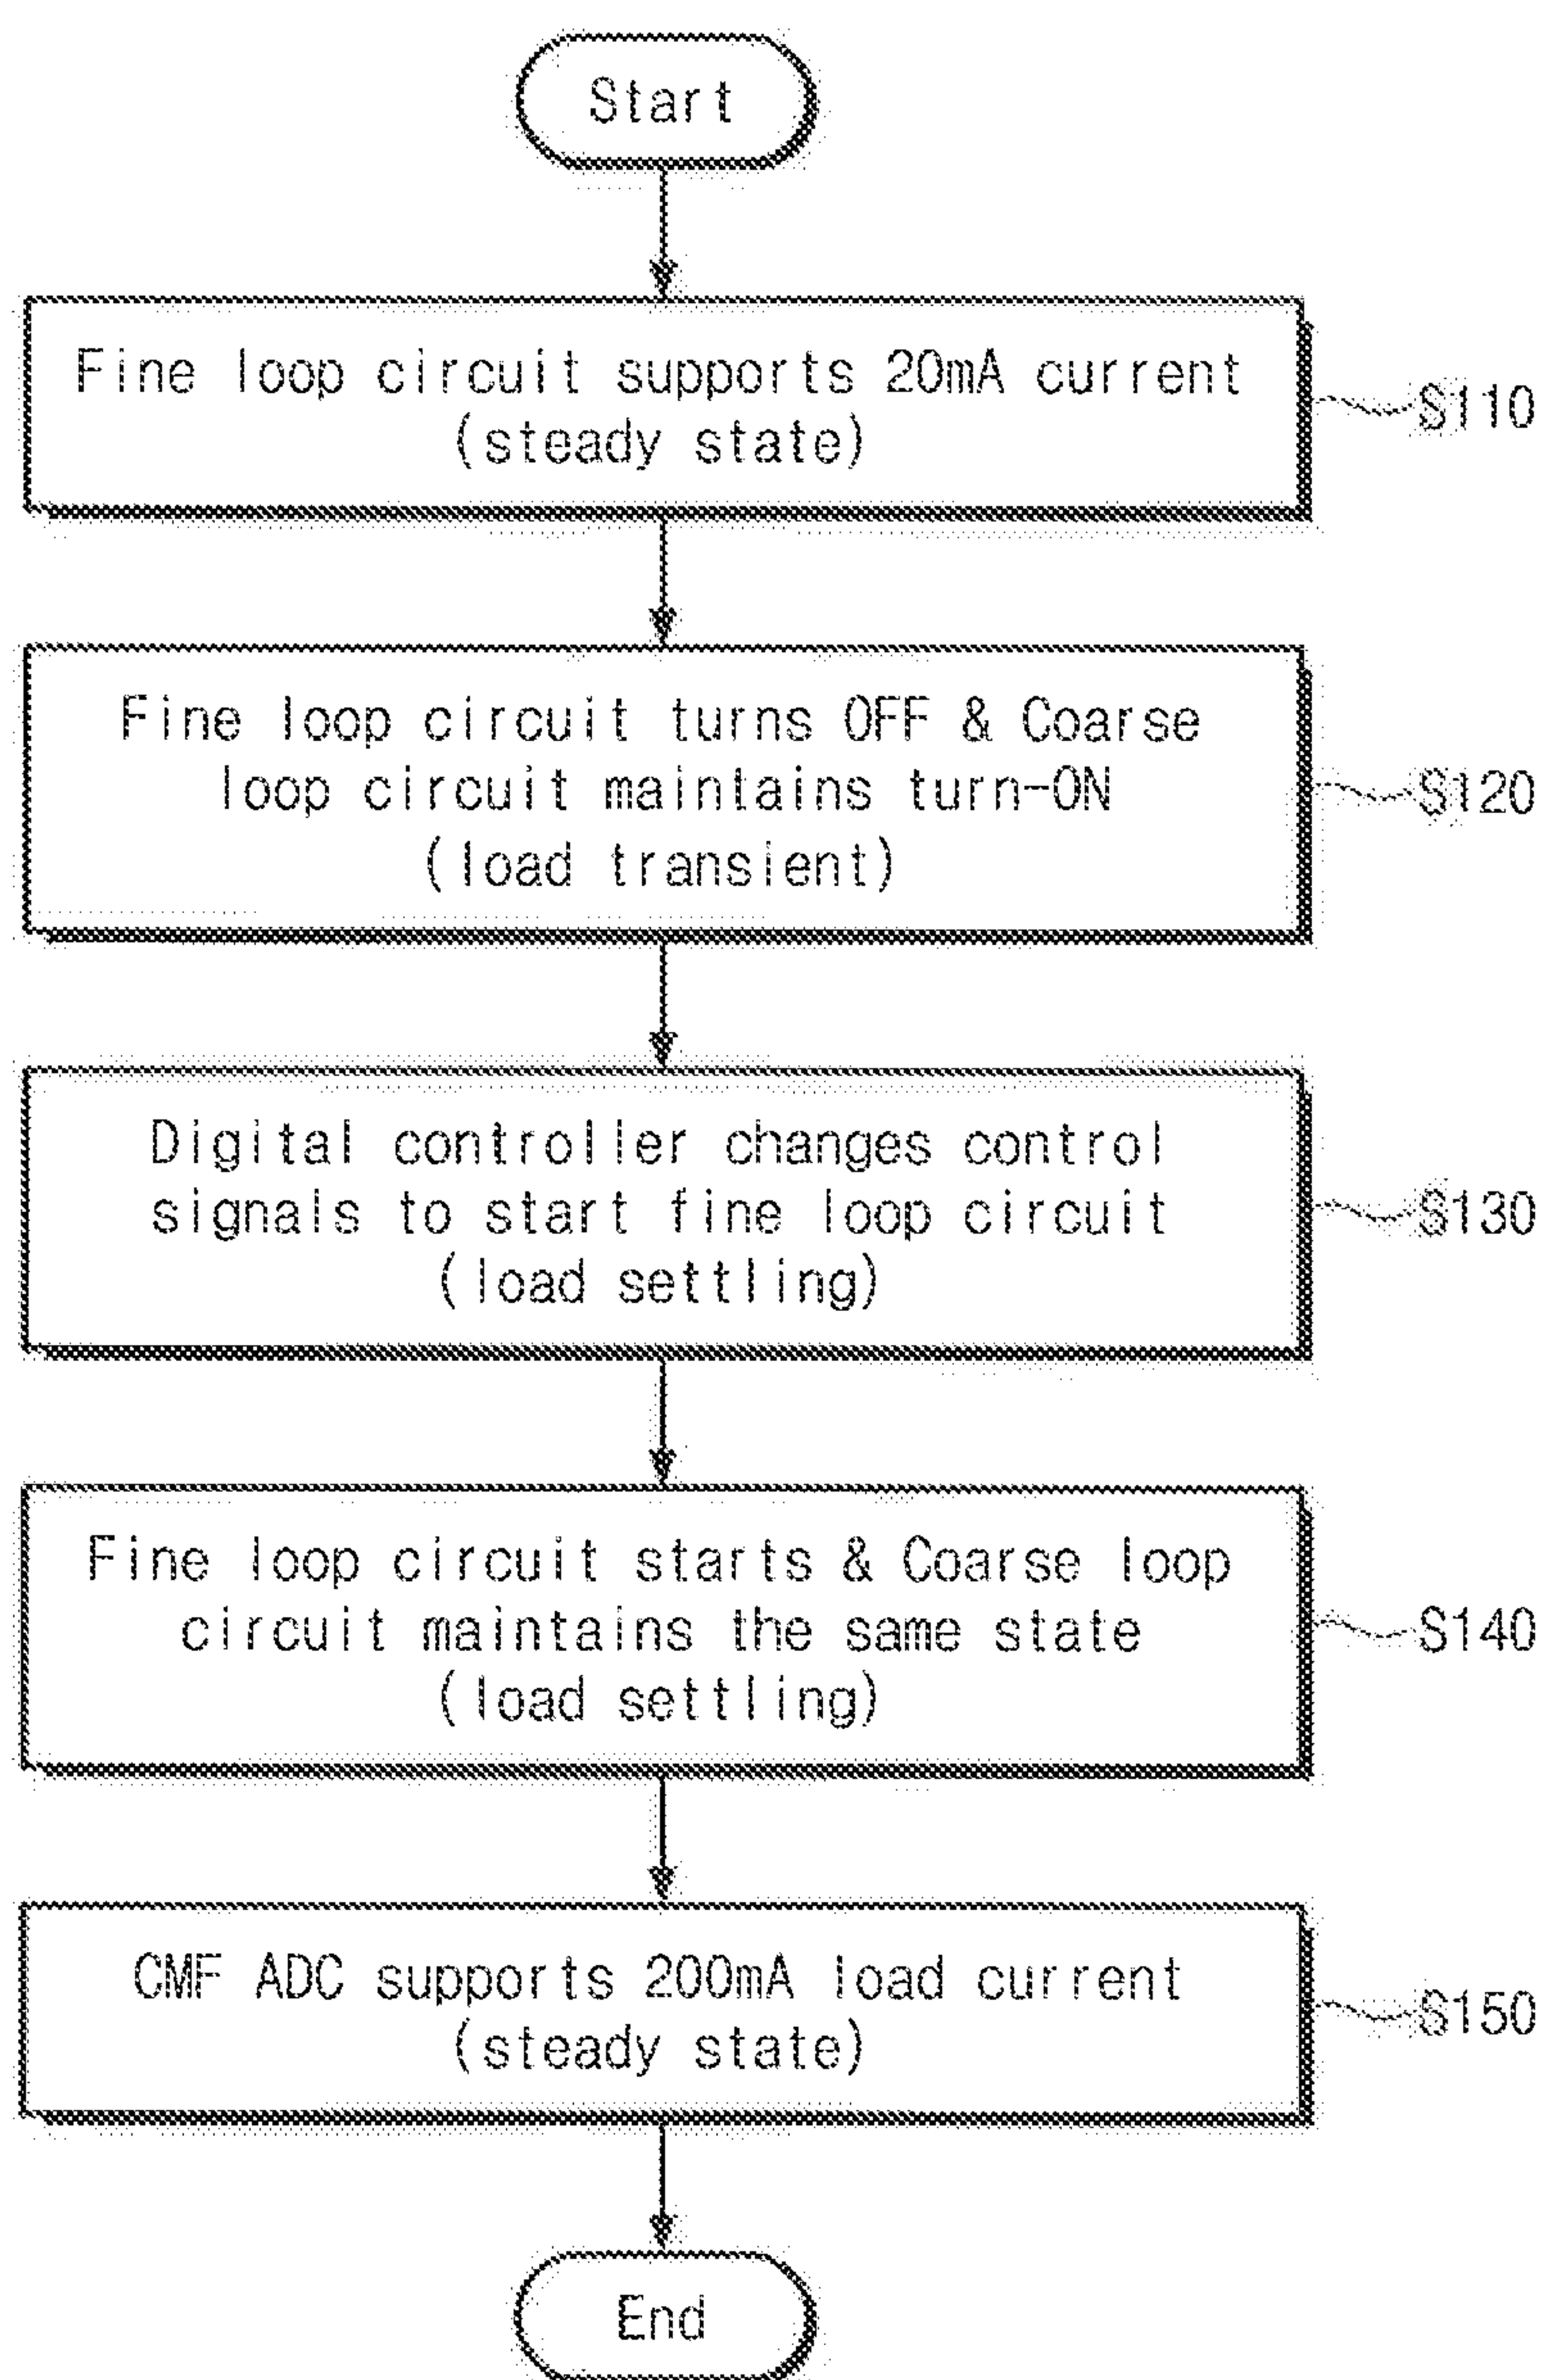 Start
Fine loop circuit supports 20mA current
(steady state)
S110
Fine loop circuit turns OFF & Coarse
loop circuit maintains turn-ON
(load transient)
S120
Digital controller changes control
signals to start fine loop circuit
(load settling)
S130
Fine loop circuit starts & Coarse loop
circuit maintains the same state
(load settling)
S140
CMF ADC supports 200mA load current
(steady state)
S150
End